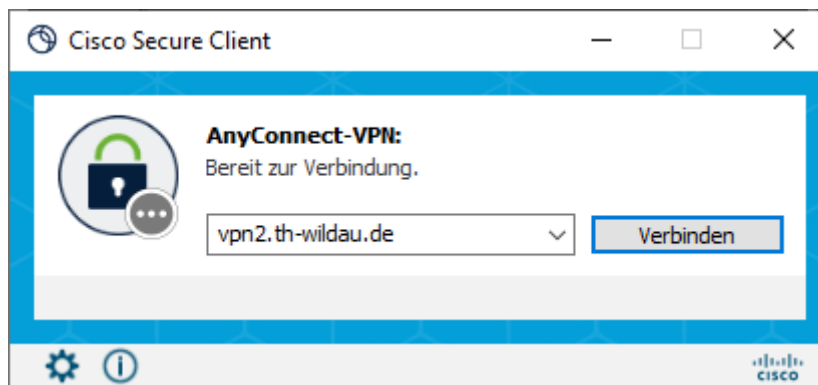 Cisco Secure Client
AnyConnect-VPN:
Bereit zur Verbindung.
vpn2.th-wildau.de
Verbinden
CISCO